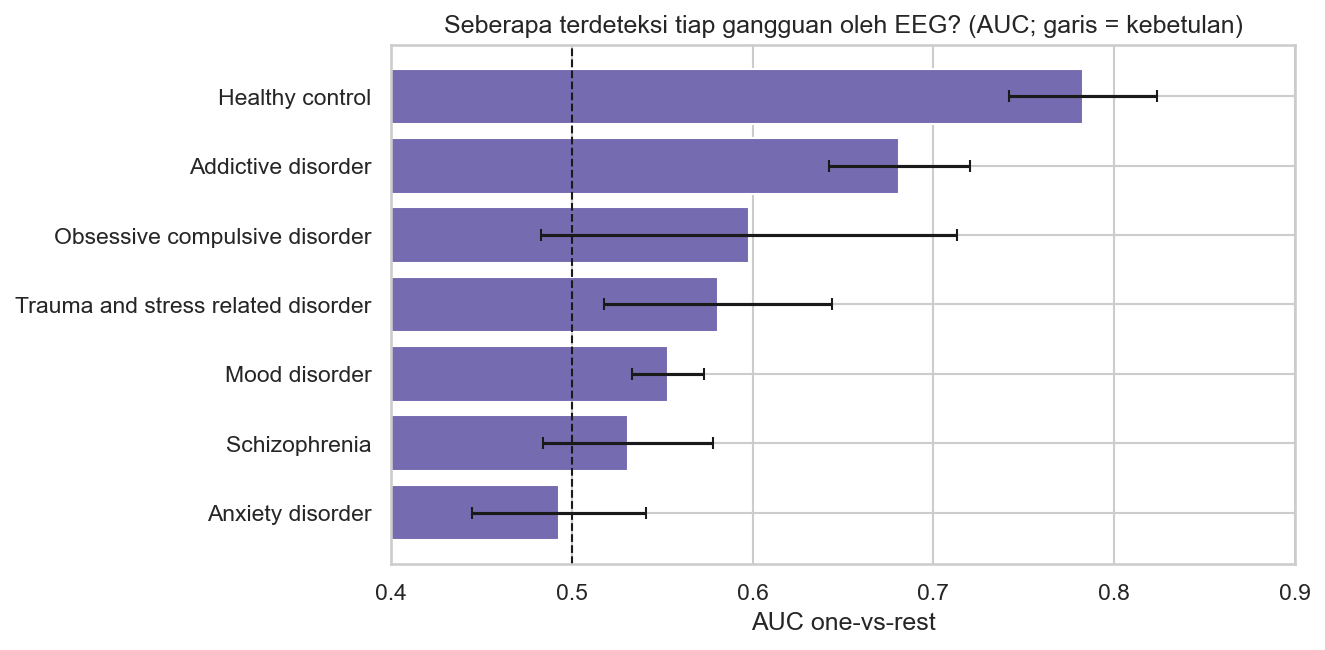 Seberapa terdeteksi tiap gangguan oleh EEG? (AUC; garis = kebetulan)
Healthy control
Addictive disorder
Obsessive compulsive disorder
Trauma and stress related disorder
Mood disorder
Schizophrenia
Anxiety disorder
0.4 0.5 0.6 0.7 0.8 0.9
AUC one-vs-rest